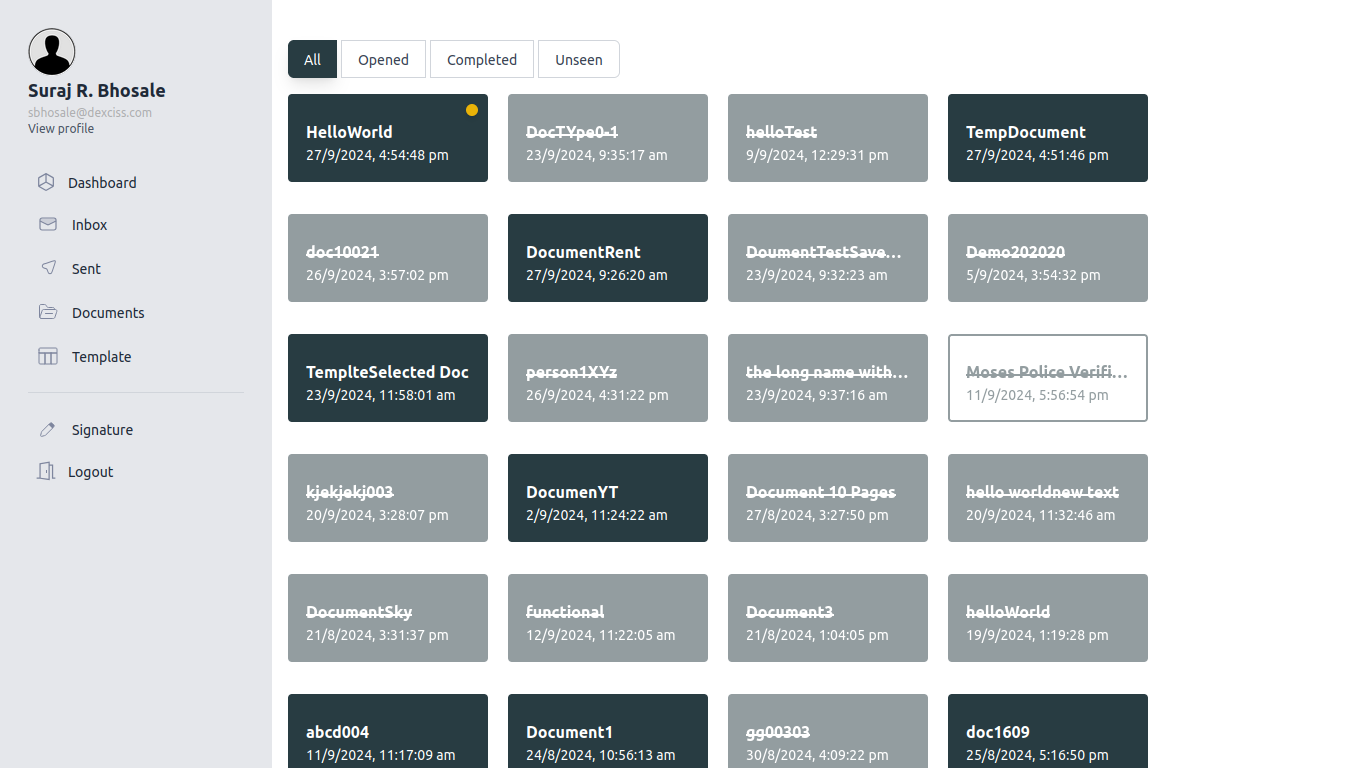 Suraj R. Bhosale
sbhosale@dexciss.com
View profile
Dashboard
Inbox
Sent
Documents
Template
Signature
Logout
All
Opened
Completed
Unseen
HelloWorld
27/9/2024, 4:54:48 pm
DocTYpe0-1
23/9/2024, 9:35:17 am
helloTest
9/9/2024, 12:29:31 pm
TempDocument
27/9/2024, 4:51:46 pm
doc10021
26/9/2024, 3:57:02 pm
DocumentRent
27/9/2024, 9:26:20 am
DoumentTestSave...
23/9/2024, 9:32:23 am
Demo202020
5/9/2024, 3:54:32 pm
TemplteSelected Doc
23/9/2024, 11:58:01 am
person1XYz
26/9/2024, 4:31:22 pm
the long name with...
23/9/2024, 9:37:16 am
Moses Police Verifi...
11/9/2024, 5:56:54 pm
kjekjekj003
20/9/2024, 3:28:07 pm
DocumenYT
2/9/2024, 11:24:22 am
Document 10 Pages
27/8/2024, 3:27:50 pm
hello worldnew text
20/9/2024, 11:32:46 am
DocumentSky
21/8/2024, 3:31:37 pm
functional
12/9/2024, 11:22:05 am
Document3
21/8/2024, 1:04:05 pm
helloWorld
19/9/2024, 1:19:28 pm
abcd004
11/9/2024, 11:17:09 am
Document1
24/8/2024, 10:56:13 am
gg00303
30/8/2024, 4:09:22 pm
doc1609
25/8/2024, 5:16:50 pm